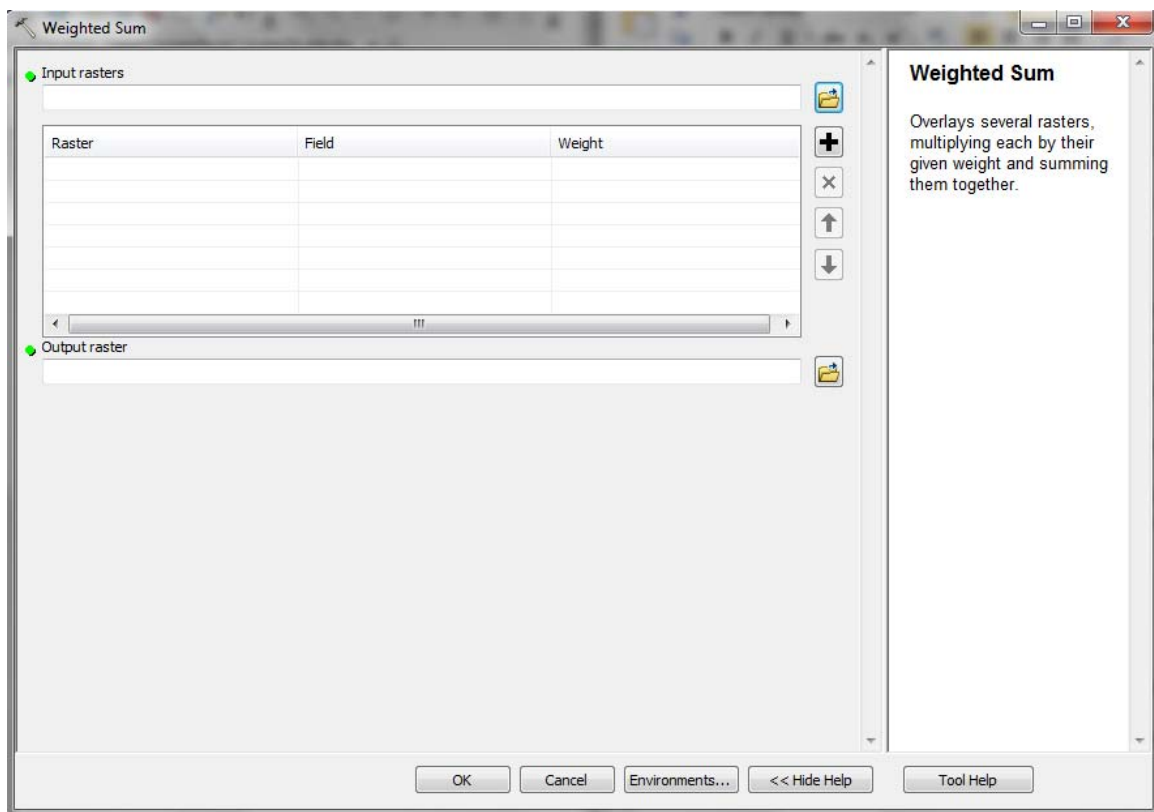 Weighted Sum
Input rasters
Raster Field Weight
Output raster
Weighted Sum
Overlays several rasters,
multiplying each by their
given weight and summing
them together.
OK Cancel Environments... << Hide Help Tool Help